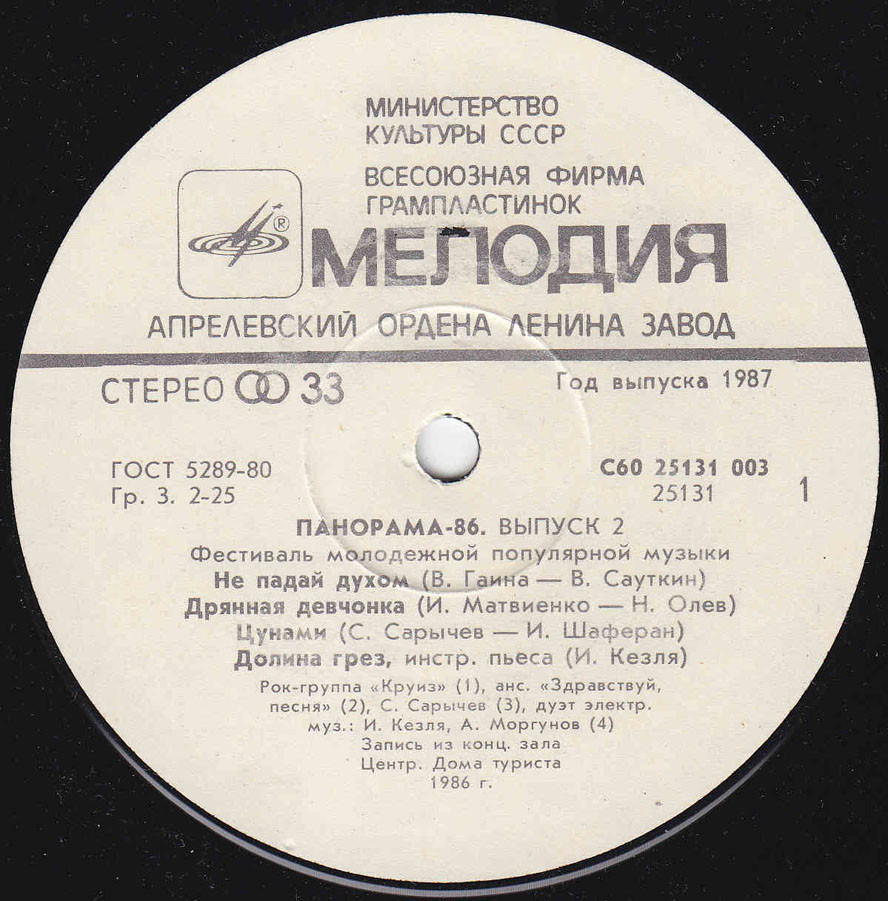 МИНИСТЕРСТВО
КУЛЬТУРЫ СССР
ВСЕСОЮЗНАЯ ФИРМА
ГРАМПЛАСТИНОК
®
МЕЛОДИЯ
АПРЕЛЕВСКИЙ ОРДЕНА ЛЕНИНА ЗАВОД
СТЕРЕО 33
Год выпуска 1987
ГОСТ 5289-80
Гр. 3. 2-25
С60 25131 003
25131
1
ПАНОРАМА-86. ВЫПУСК 2
Фестиваль молодежной популярной музыки
Не падай духом (В. Гаина — В. Сауткин)
Дрянная девчонка (И. Матвиенко — Н. Олев)
Цунами (С. Сарычев — И. Шаферан)
Долина грез, инстр. пьеса (И. Кезля)
Рок-группа «Круиз» (1), анс. «Здравствуй,
песня» (2), С. Сарычев (3), дуэт электр.
муз.: И. Кезля, А. Моргунов (4)
Запись из конц. зала
Центр. Дома туриста
1986 г.